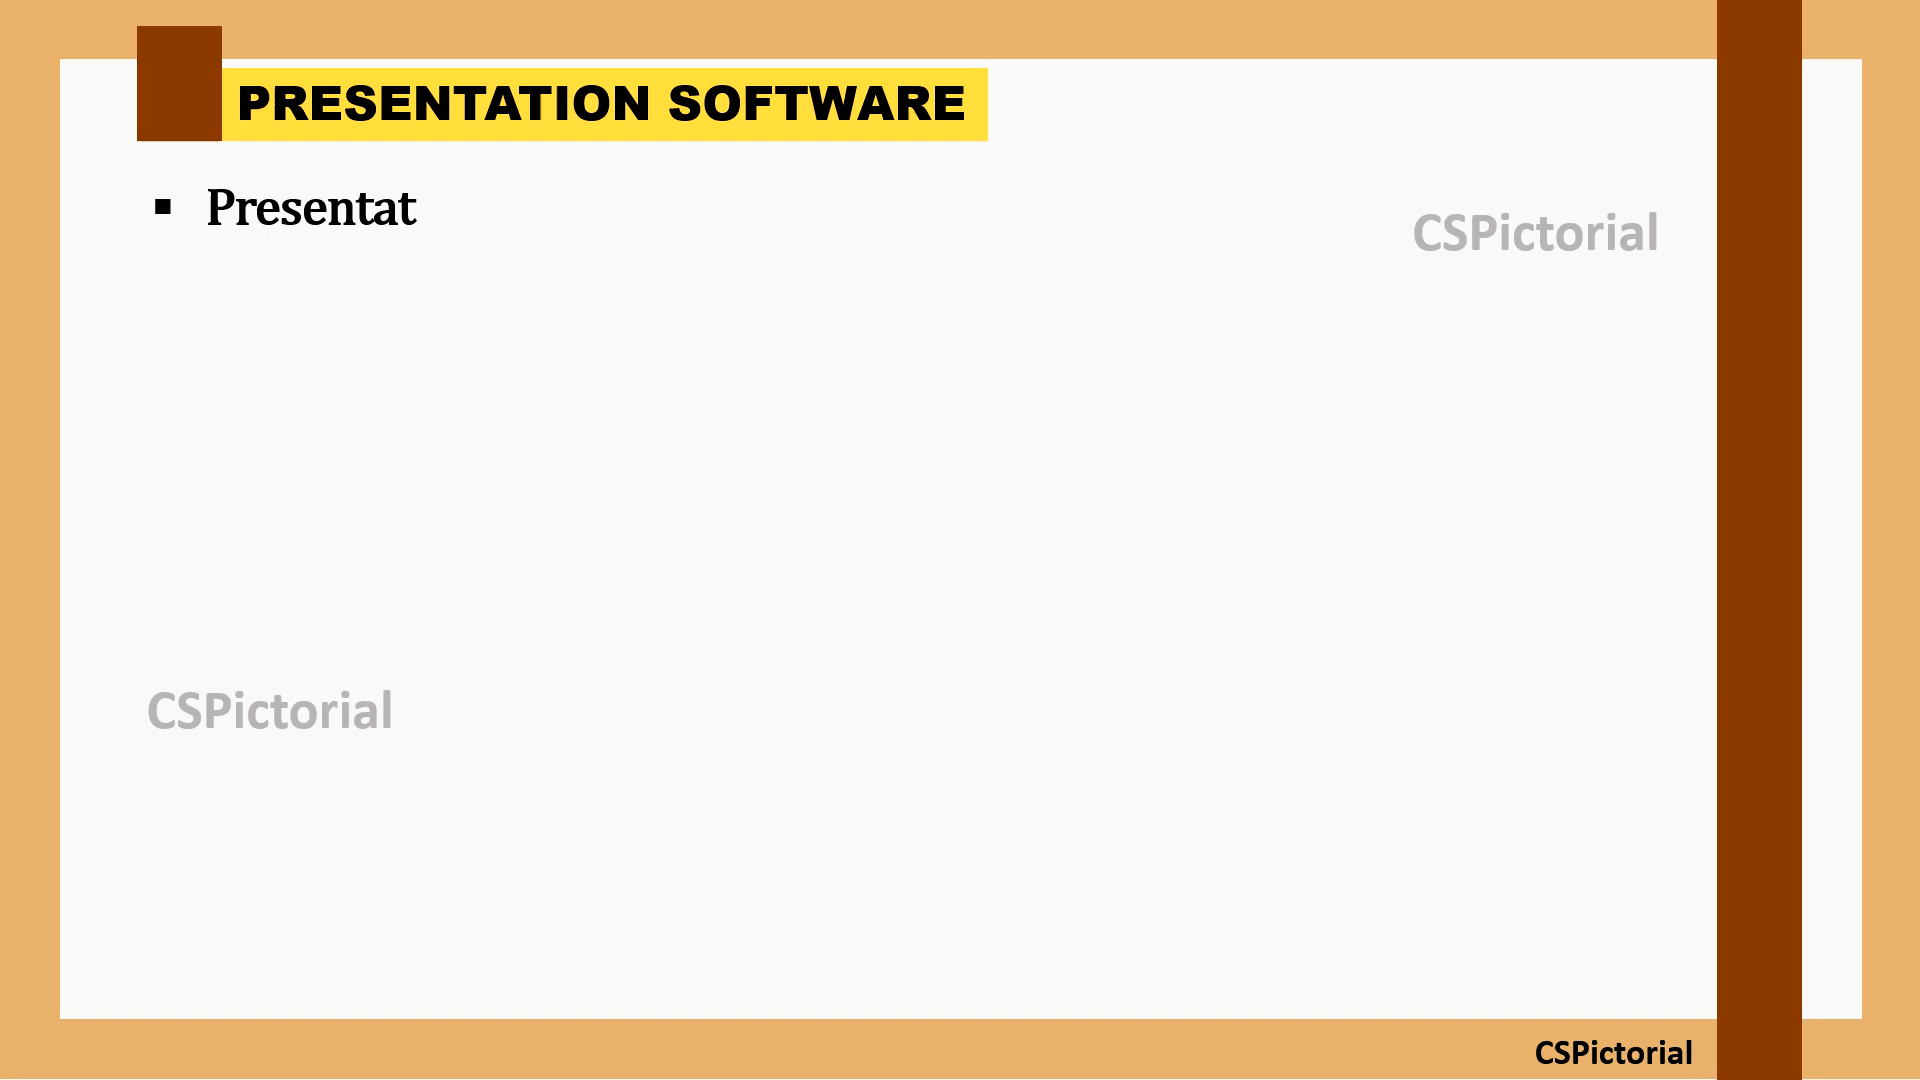 PRESENTATION SOFTWARE
▪ Presentat
CSPictorial
CSPictorial
CSPictorial